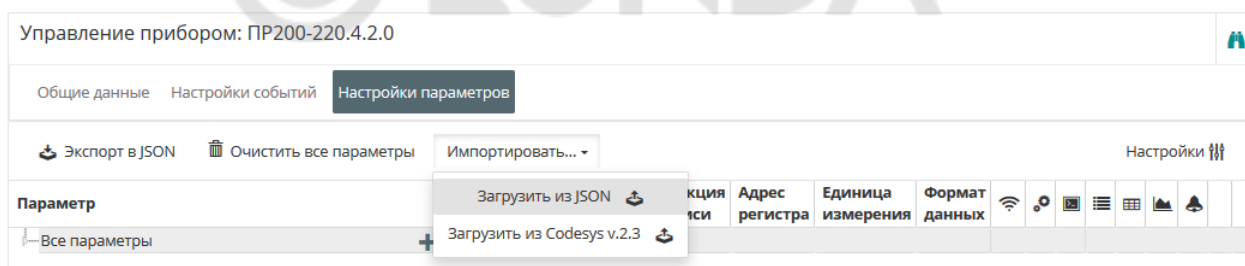 Управление прибором: ПР200-220.4.2.0
Общие данные Настройки событий Настройки параметров
Экспорт в JSON Очистить все параметры Импортировать... Настройки
Загрузить из JSON
Загрузить из Codesys v.2.3
Параметр Адрес регистра Единица измерения Формат данных
Все параметры